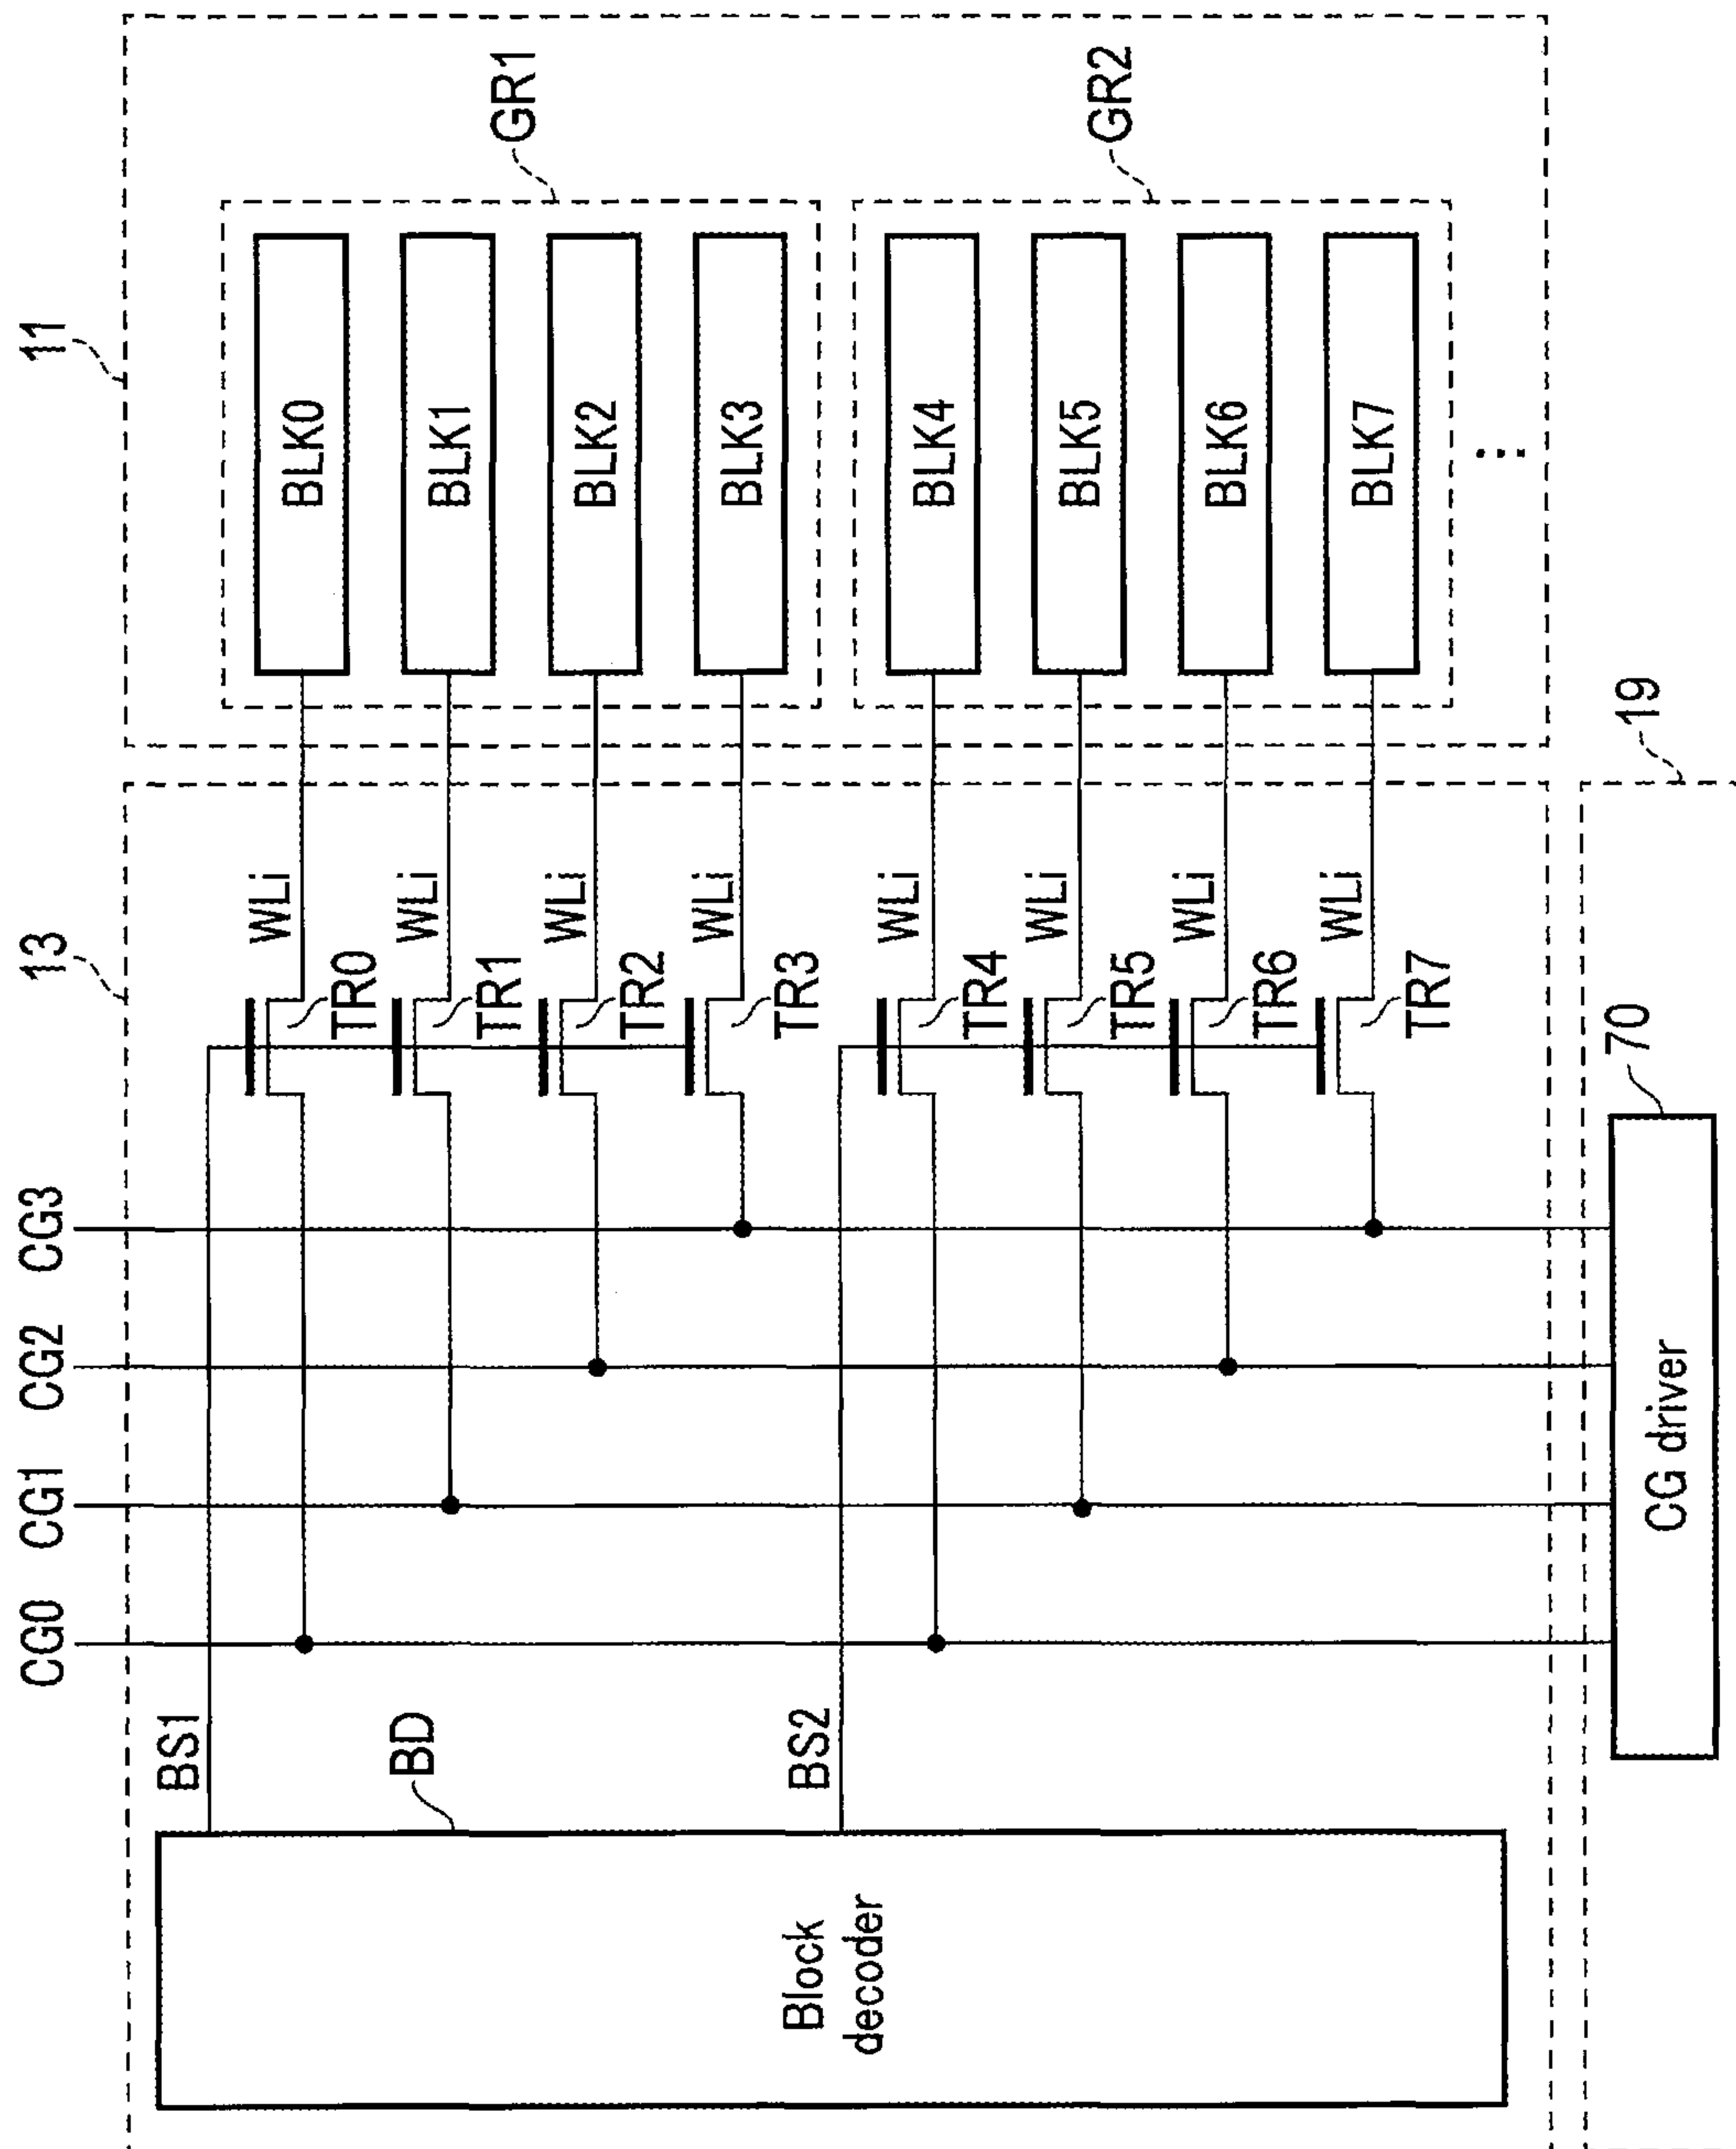 11
GR1
GR2
BLK0
BLK1
BLK2
BLK3
BLK4
BLK5
BLK6
BLK7
13
19
WLi
WLi
WLi
WLi
WLi
WLi
WLi
WLi
TR0
TR1
TR2
TR3
TR4
TR5
TR6
TR7
70
CG3
CG2
CG1
CG0
CG driver
BS1
BD
BS2
Block
decoder